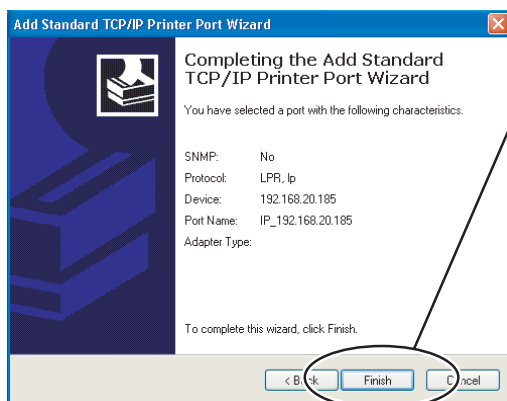 Add Standard TCP/IP Printer Port Wizard
Completing the Add Standard
TCP/IP Printer Port Wizard
You have selected a port with the following characteristics.
SNMP: No
Protocol: LPR, lp
Device: 192.168.20.185
Port Name: IP_192.168.20.185
Adapter Type:
To complete this wizard, click Finish.
< Back Finish Cancel